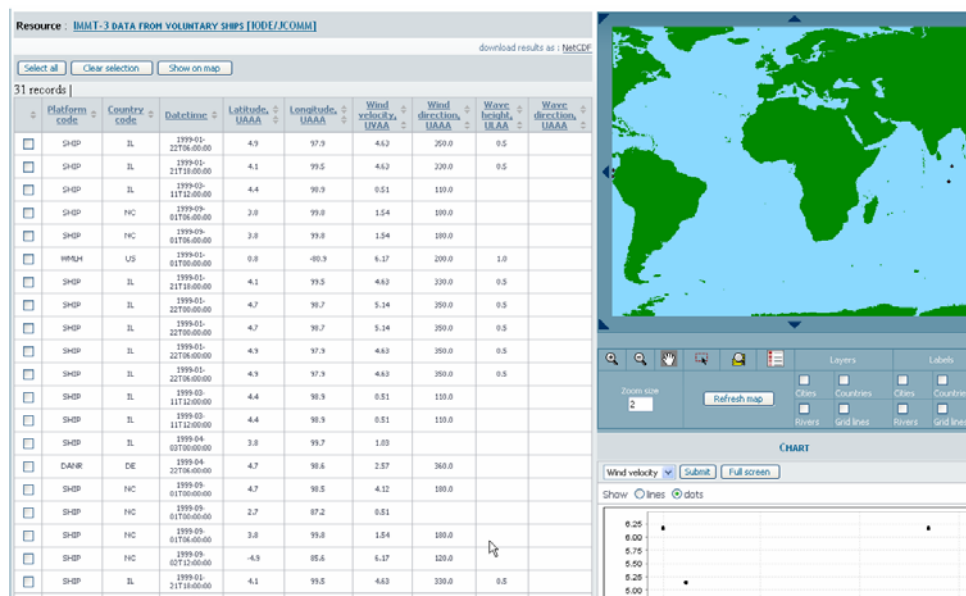 Resource : IMMT-3 DATA FROM VOLUNTARY SHIPS [IODE/JCOMM]
download results as : NetCDF
Select all Clear selection Show on map
31 records |
Platform code Country code Datetime Latitude, UAAA Longitude, UAAA Wind velocity, UVAA Wind direction, UAAA Wave height, ULAA Wave direction, UAAA
SHIP IL 1999-01-22T06:00:00 4.9 97.9 4.63 350.0 0.5
SHIP IL 1999-01-21T18:00:00 4.1 99.5 4.63 330.0 0.5
SHIP IL 1999-03-11T12:00:00 4.4 98.9 0.51 110.0
SHIP NC 1999-09-01T06:00:00 3.8 99.8 1.54 180.0
SHIP NC 1999-09-01T06:00:00 3.8 99.8 1.54 180.0
US 1999-01-01T00:00:00 0.8 -80.9 6.17 200.0 1.0
SHIP IL 1999-01-21T18:00:00 4.1 99.5 4.63 330.0 0.5
SHIP IL 1999-01-22T00:00:00 4.7 98.7 5.14 350.0 0.5
SHIP IL 1999-01-22T00:00:00 4.7 98.7 5.14 350.0 0.5
SHIP IL 1999-01-22T06:00:00 4.9 97.9 4.63 350.0 0.5
SHIP IL 1999-01-22T06:00:00 4.9 97.9 4.63 350.0 0.5
SHIP IL 1999-03-11T12:00:00 4.4 98.9 0.51 110.0
SHIP IL 1999-03-11T12:00:00 4.4 98.9 0.51 110.0
SHIP IL 1999-04-03T00:00:00 3.8 99.7 1.03
DANR DE 1999-04-22T06:00:00 4.7 98.6 2.57 360.0
SHIP NC 1999-09-01T00:00:00 4.7 98.5 4.12 180.0
SHIP NC 1999-09-01T00:00:00 2.7 87.2 0.51
SHIP NC 1999-09-01T06:00:00 3.8 99.8 1.54 180.0
SHIP NC 1999-09-02T12:00:00 -4.9 85.6 6.17 120.0
SHIP IL 1999-01-21T18:00:00 4.1 99.5 4.63 330.0 0.5
Layers Labels
Zoom size
2
Refresh map
Cities Countries Cities Countries
Rivers Grid lines Rivers Grid lines
CHART
Wind velocity Submit Full screen
Show lines dots
6.25
6.00
5.75
5.50
5.25
5.00